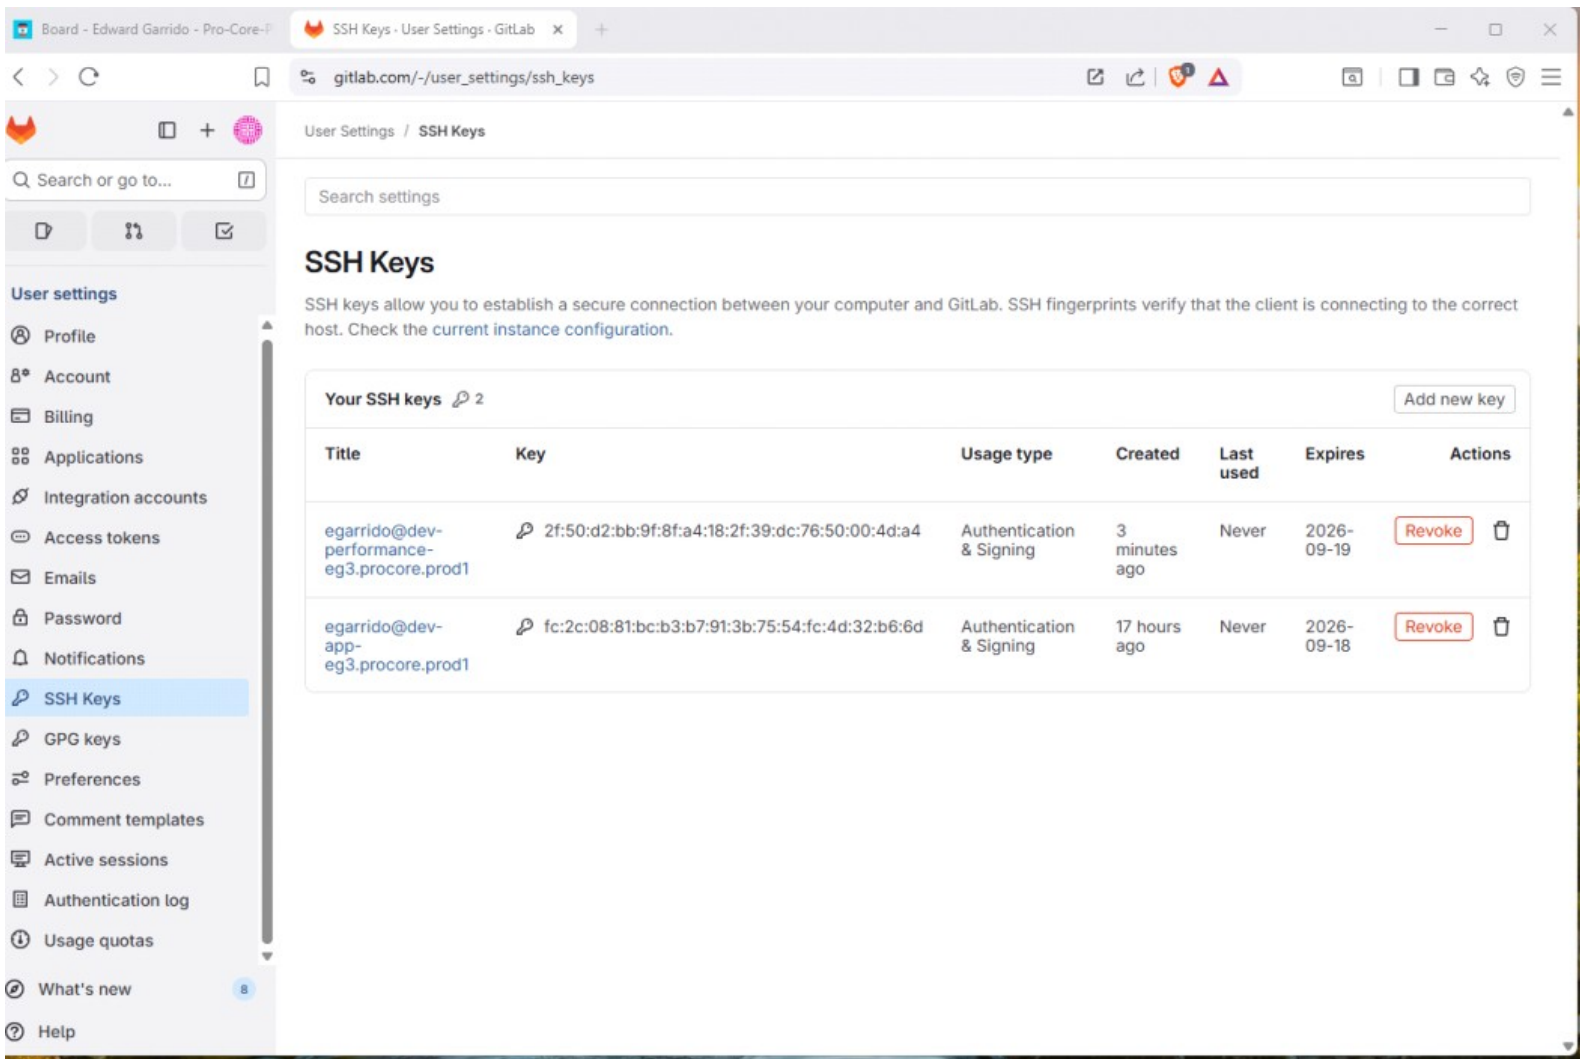 Board - Edward Garrido - Pro-Core-P
SSH Keys · User Settings · GitLab
gitlab.com/-/user_settings/ssh_keys
1
Search or go to...
/
User settings
Profile
Account
Billing
Applications
Integration accounts
Access tokens
Emails
Password
Notifications
SSH Keys
GPG keys
Preferences
Comment templates
Active sessions
Authentication log
Usage quotas
What's new
8
Help
User Settings / SSH Keys
Search settings
SSH Keys
SSH keys allow you to establish a secure connection between your computer and GitLab. SSH fingerprints verify that the client is connecting to the correct
host. Check the current instance configuration.
Your SSH keys 2
Add new key
Title Key Usage type Created Last used Expires Actions
egarrido@dev-
performance-
eg3.procore.prod1
2f:50:d2:bb:9f:8f:a4:18:2f:39:dc:76:50:00:4d:a4
Authentication
& Signing
3
minutes
ago
Never
2026-
09-19
Revoke
egarrido@dev-
app-
eg3.procore.prod1
fc:2c:08:81:bc:b3:b7:91:3b:75:54:fc:4d:32:b6:6d
Authentication
& Signing
17 hours
ago
Never
2026-
09-18
Revoke